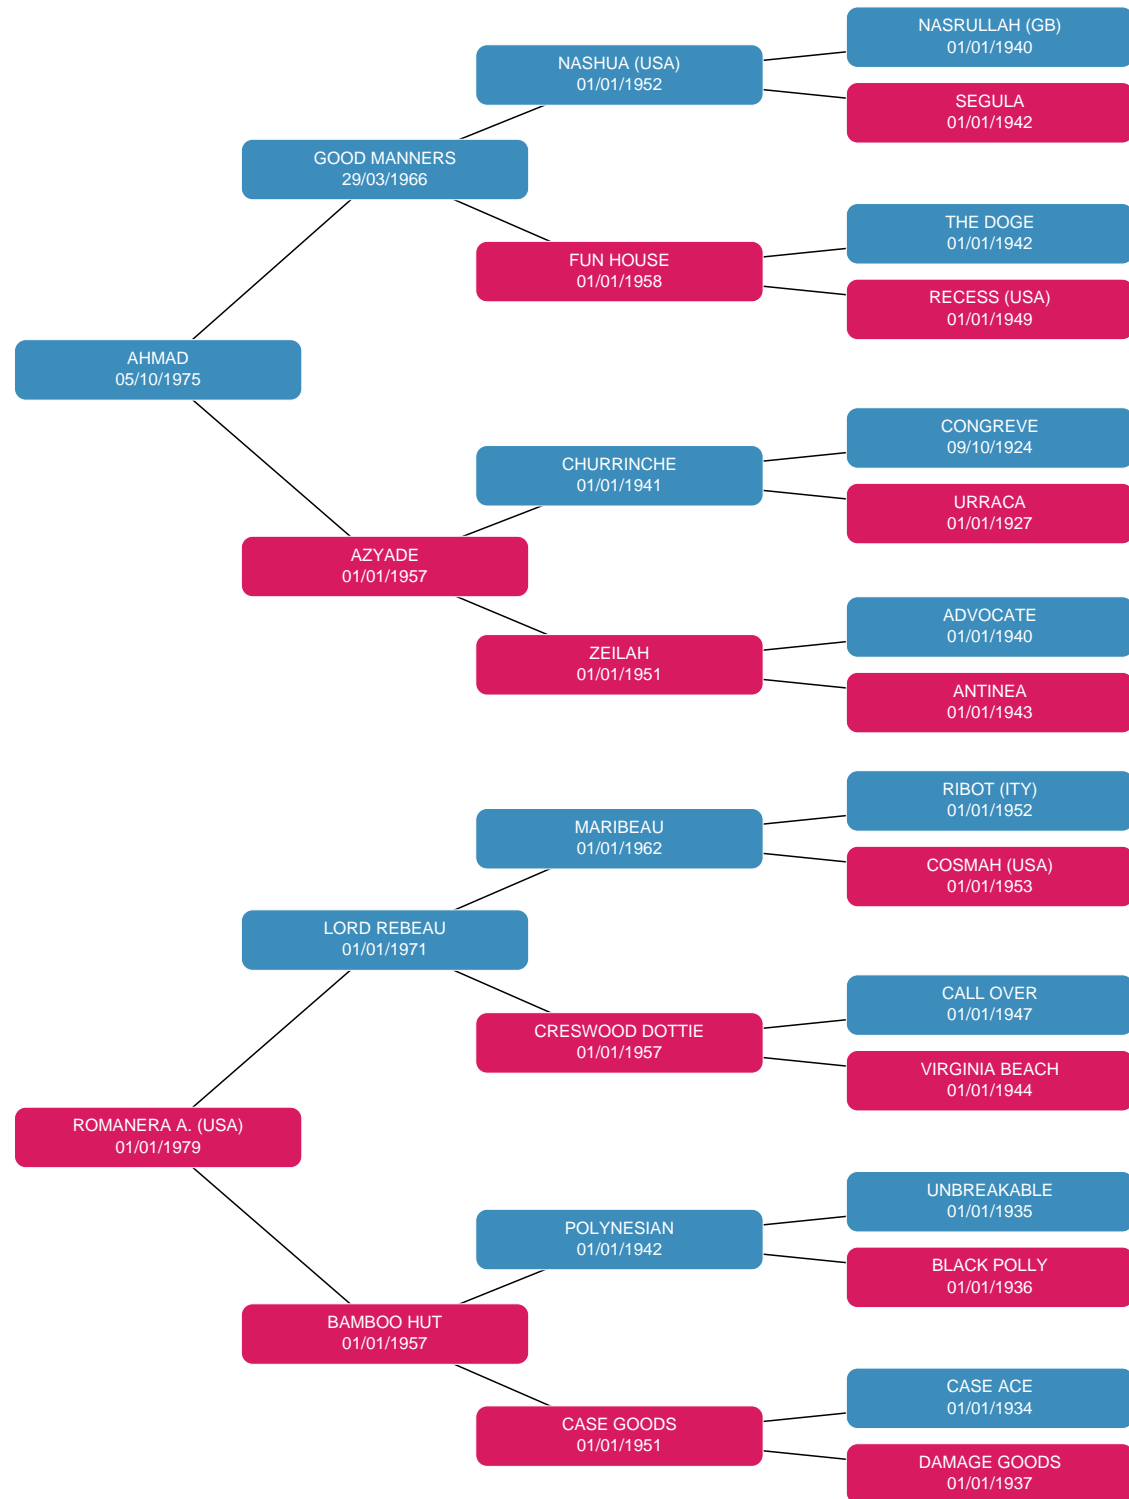 NASRULLAH (GB)
01/01/1940
NASHUA (USA)
01/01/1952
SEGULA
01/01/1942
GOOD MANNERS
29/03/1966
THE DOGE
01/01/1942
FUN HOUSE
01/01/1958
RECESS (USA)
01/01/1949
AHMAD
05/10/1975
CONGREVE
09/10/1924
CHURRINCHE
01/01/1941
URRACA
01/01/1927
AZYADE
01/01/1957
ADVOCATE
01/01/1940
ZEILAH
01/01/1951
ANTINEA
01/01/1943
RIBOT (ITY)
01/01/1952
MARIBEAU
01/01/1962
COSMAH (USA)
01/01/1953
LORD REBEAU
01/01/1971
CALL OVER
01/01/1947
CRESWOOD DOTTIE
01/01/1957
VIRGINIA BEACH
01/01/1944
ROMANERA A. (USA)
01/01/1979
UNBREAKABLE
01/01/1935
POLYNESIAN
01/01/1942
BLACK POLLY
01/01/1936
BAMBOO HUT
01/01/1957
CASE ACE
01/01/1934
CASE GOODS
01/01/1951
DAMAGE GOODS
01/01/1937